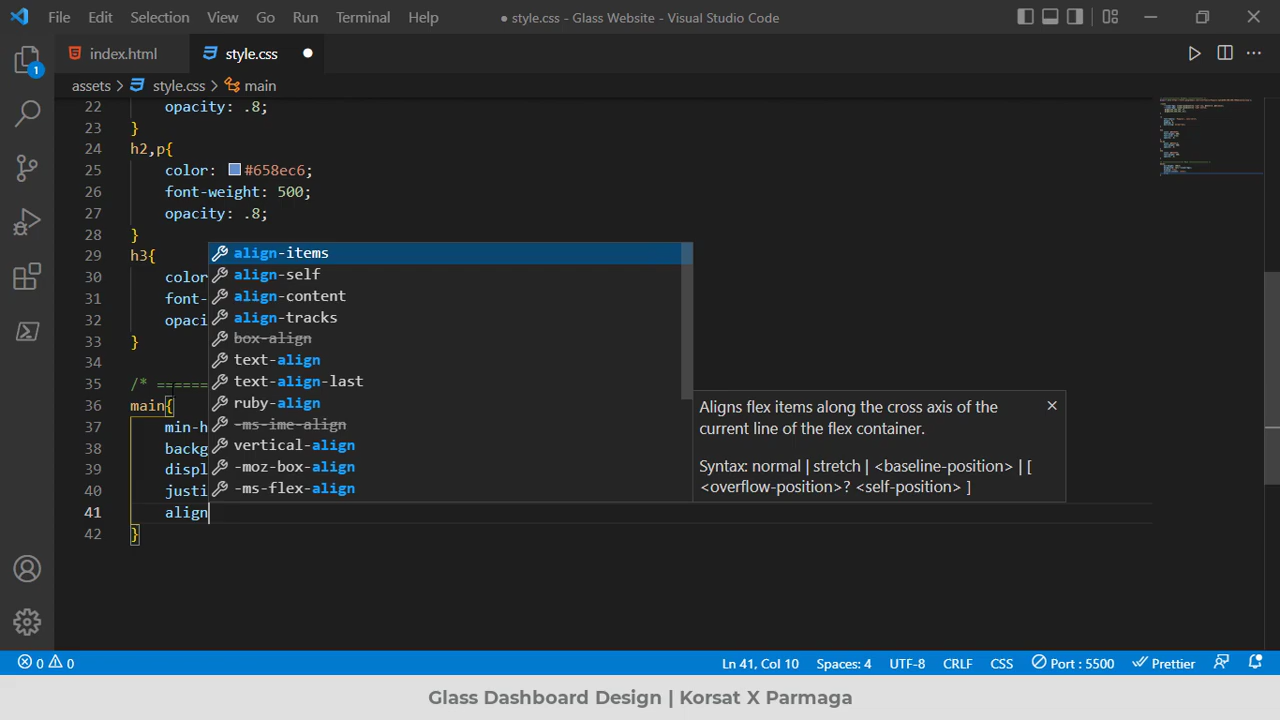 File Edit Selection View Go Run Terminal Help ● style.css - Glass Website - Visual Studio Code
index.html style.css ●
assets > style.css > main
22 opacity: .8;
23 }
24 h2,p{
25 color: #658ec6;
26 font-weight: 500;
27 opacity: .8;
28 }
29 h3{
30 color
31 font-
32 opaci
33 }
34
35 /* =======
36 main{
37 min-h
38 backg
39 displ
40 justi
41 align
42 }
align-items
align-self
align-content
align-tracks
box-align
text-align
text-align-last
ruby-align
-ms-ime-align
vertical-align
-moz-box-align
-ms-flex-align
Aligns flex items along the cross axis of the
current line of the flex container.
Syntax: normal | stretch | <baseline-position> | [
<overflow-position>? <self-position> ]
1
0 0 Ln 41, Col 10 Spaces: 4 UTF-8 CRLF CSS Port : 5500 Prettier
Glass Dashboard Design | Korsat X Parmaga